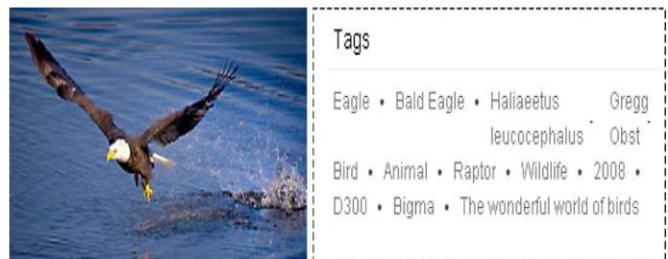 Tags
Eagle • Bald Eagle • Haliaeetus leucocephalus • Gregg Obst •
Bird • Animal • Raptor • Wildlife • 2008 •
D300 • Bigma • The wonderful world of birds